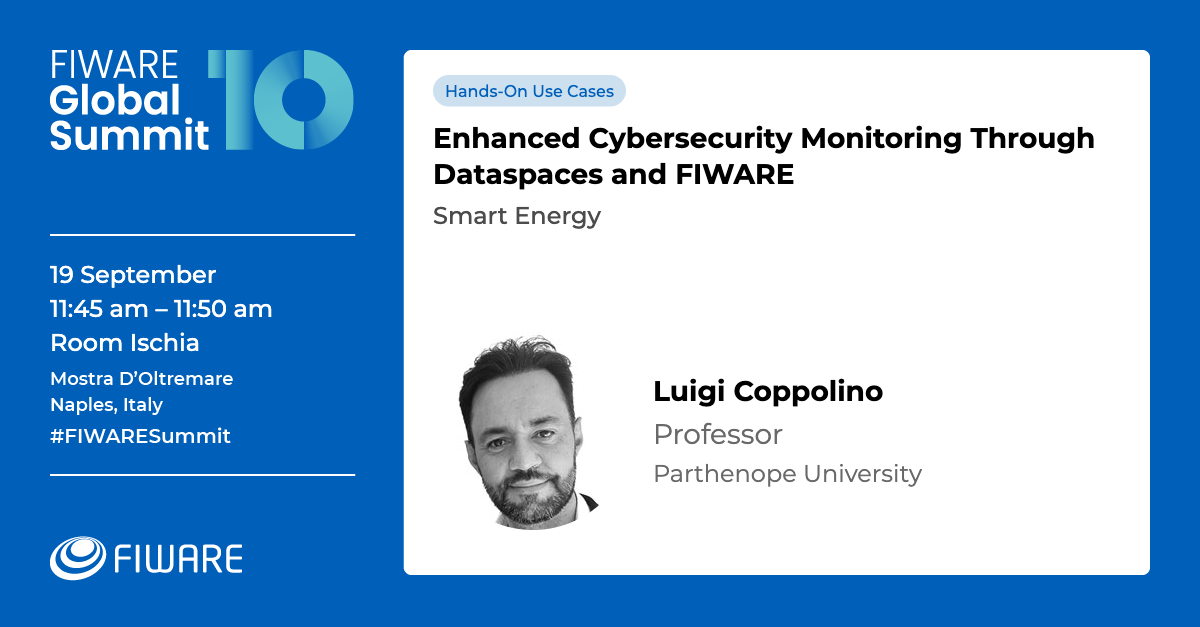 FIWARE
Global
Summit
10
19 September
11:45 am – 11:50 am
Room Ischia
Mostra D'Oltremare
Naples, Italy
#FIWARESummit
FIWARE
Hands-On Use Cases
Enhanced Cybersecurity Monitoring Through
Dataspaces and FIWARE
Smart Energy
Luigi Coppolino
Professor
Parthenope University